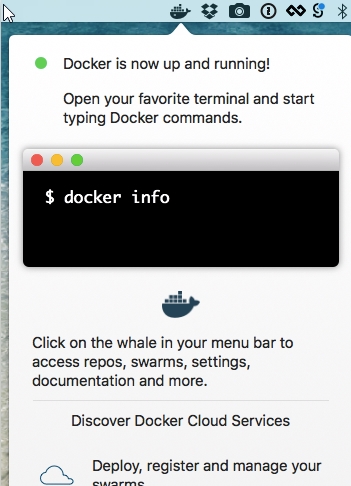 Docker is now up and running!
Open your favorite terminal and start
typing Docker commands.
$ docker info
Click on the whale in your menu bar to
access repos, swarms, settings,
documentation and more.
Discover Docker Cloud Services
Deploy, register and manage your
swarms